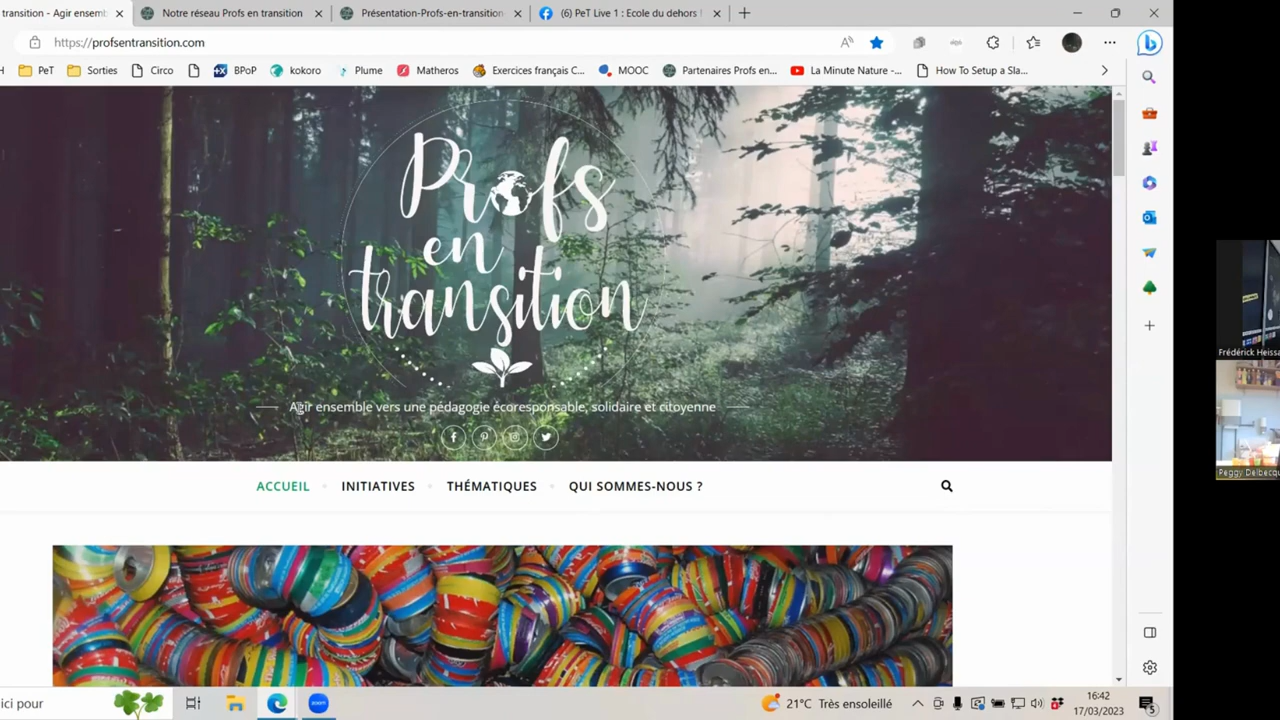 transition - Agir ensemb
Notre réseau Profs en transition
Présentation-Profs-en-transition-
(6) PeT Live 1 : Ecole du dehors !
https://profsentransition.com
H
PeT
Sorties
Circo
BPoP
kokoro
Plume
Matheros
Exercices français C...
MOOC
Partenaires Profs en...
La Minute Nature -...
How To Setup a Sla...
Profs
en
transition
Agir ensemble vers une pédagogie écoresponsable, solidaire et citoyenne
ACCUEIL
INITIATIVES
THÉMATIQUES
QUI SOMMES-NOUS ?
Frédérick Heissa
Peggy Delbecqu
ici pour
zoom
21°C Très ensoleillé
16:42
17/03/2023
5